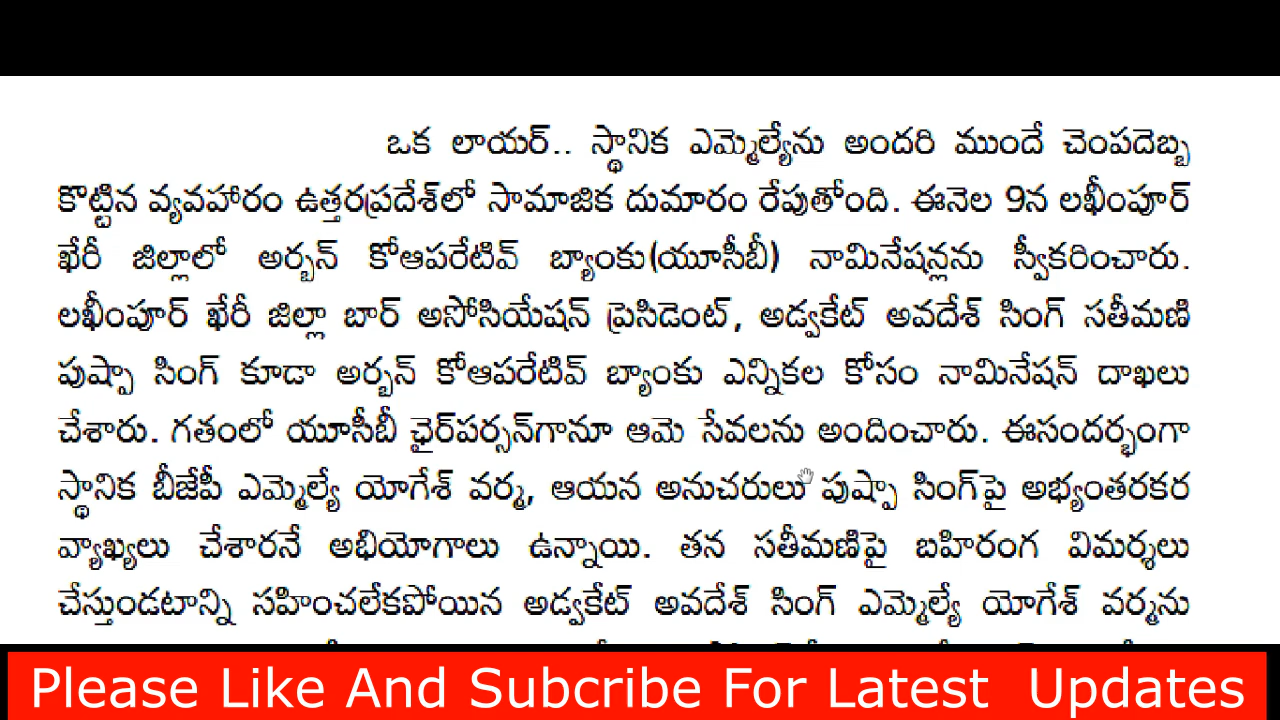 ఒక లాయర్.. స్థానిక ఎమ్మెల్యేను అందరి ముందే చెంపదెబ్బ
కొట్టిన వ్యవహారం ఉత్తరప్రదేశ్‌లో సామాజిక దుమారం రేపుతోంది. ఈనెల 9న లఖీంపూర్
ఖేరీ జిల్లాలో అర్బన్ కోఆపరేటివ్ బ్యాంకు(యూసీబీ) నామినేషన్లను స్వీకరించారు.
లఖీంపూర్ ఖేరీ జిల్లా బార్ అసోసియేషన్ ప్రెసిడెంట్, అడ్వకేట్ అవదేశ్ సింగ్ సతీమణి
పుష్పా సింగ్ కూడా అర్బన్ కోఆపరేటివ్ బ్యాంకు ఎన్నికల కోసం నామినేషన్ దాఖలు
చేశారు. గతంలో యూసీబీ ఛైర్‌పర్సన్‌గానూ ఆమె సేవలను అందించారు. ఈసందర్భంగా
స్థానిక బీజేపీ ఎమ్మెల్యే యోగేశ్ వర్మ, ఆయన అనుచరులు పుష్పా సింగ్‌పై అభ్యంతరకర
వ్యాఖ్యలు చేశారనే అభియోగాలు ఉన్నాయి. తన సతీమణిపై బహిరంగ విమర్శలు
చేస్తుండటాన్ని సహించలేకపోయిన అడ్వకేట్ అవదేశ్ సింగ్ ఎమ్మెల్యే యోగేశ్ వర్మను
Please Like And Subcribe For Latest Updates